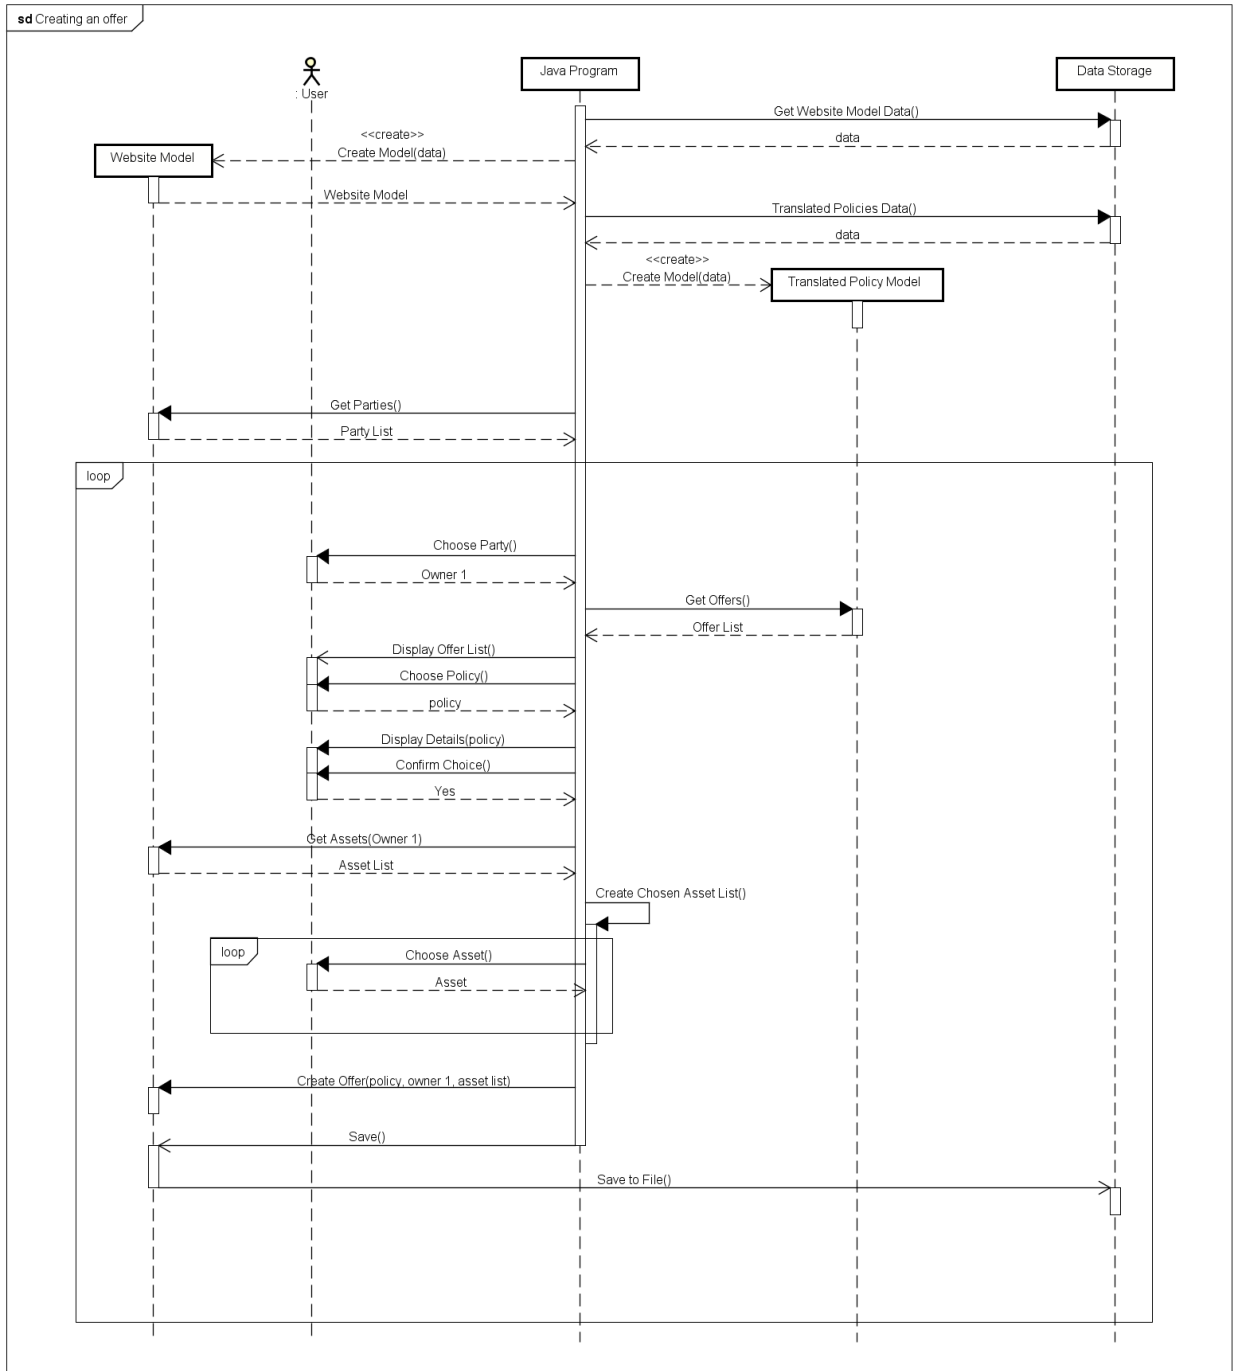 sd Creating an offer
: User
Java Program
Data Storage
Get Website Model Data()
data
<<create>>
Create Model(data)
Website Model
Website Model
Translated Policies Data()
data
<<create>>
Create Model(data)
Translated Policy Model
Get Parties()
Party List
loop
Choose Party()
Owner 1
Get Offers()
Offer List
Display Offer List()
Choose Policy()
policy
Display Details(policy)
Confirm Choice()
Yes
Get Assets(Owner 1)
Asset List
Create Chosen Asset List()
loop
Choose Asset()
Asset
Create Offer(policy, owner 1, asset list)
Save()
Save to File()